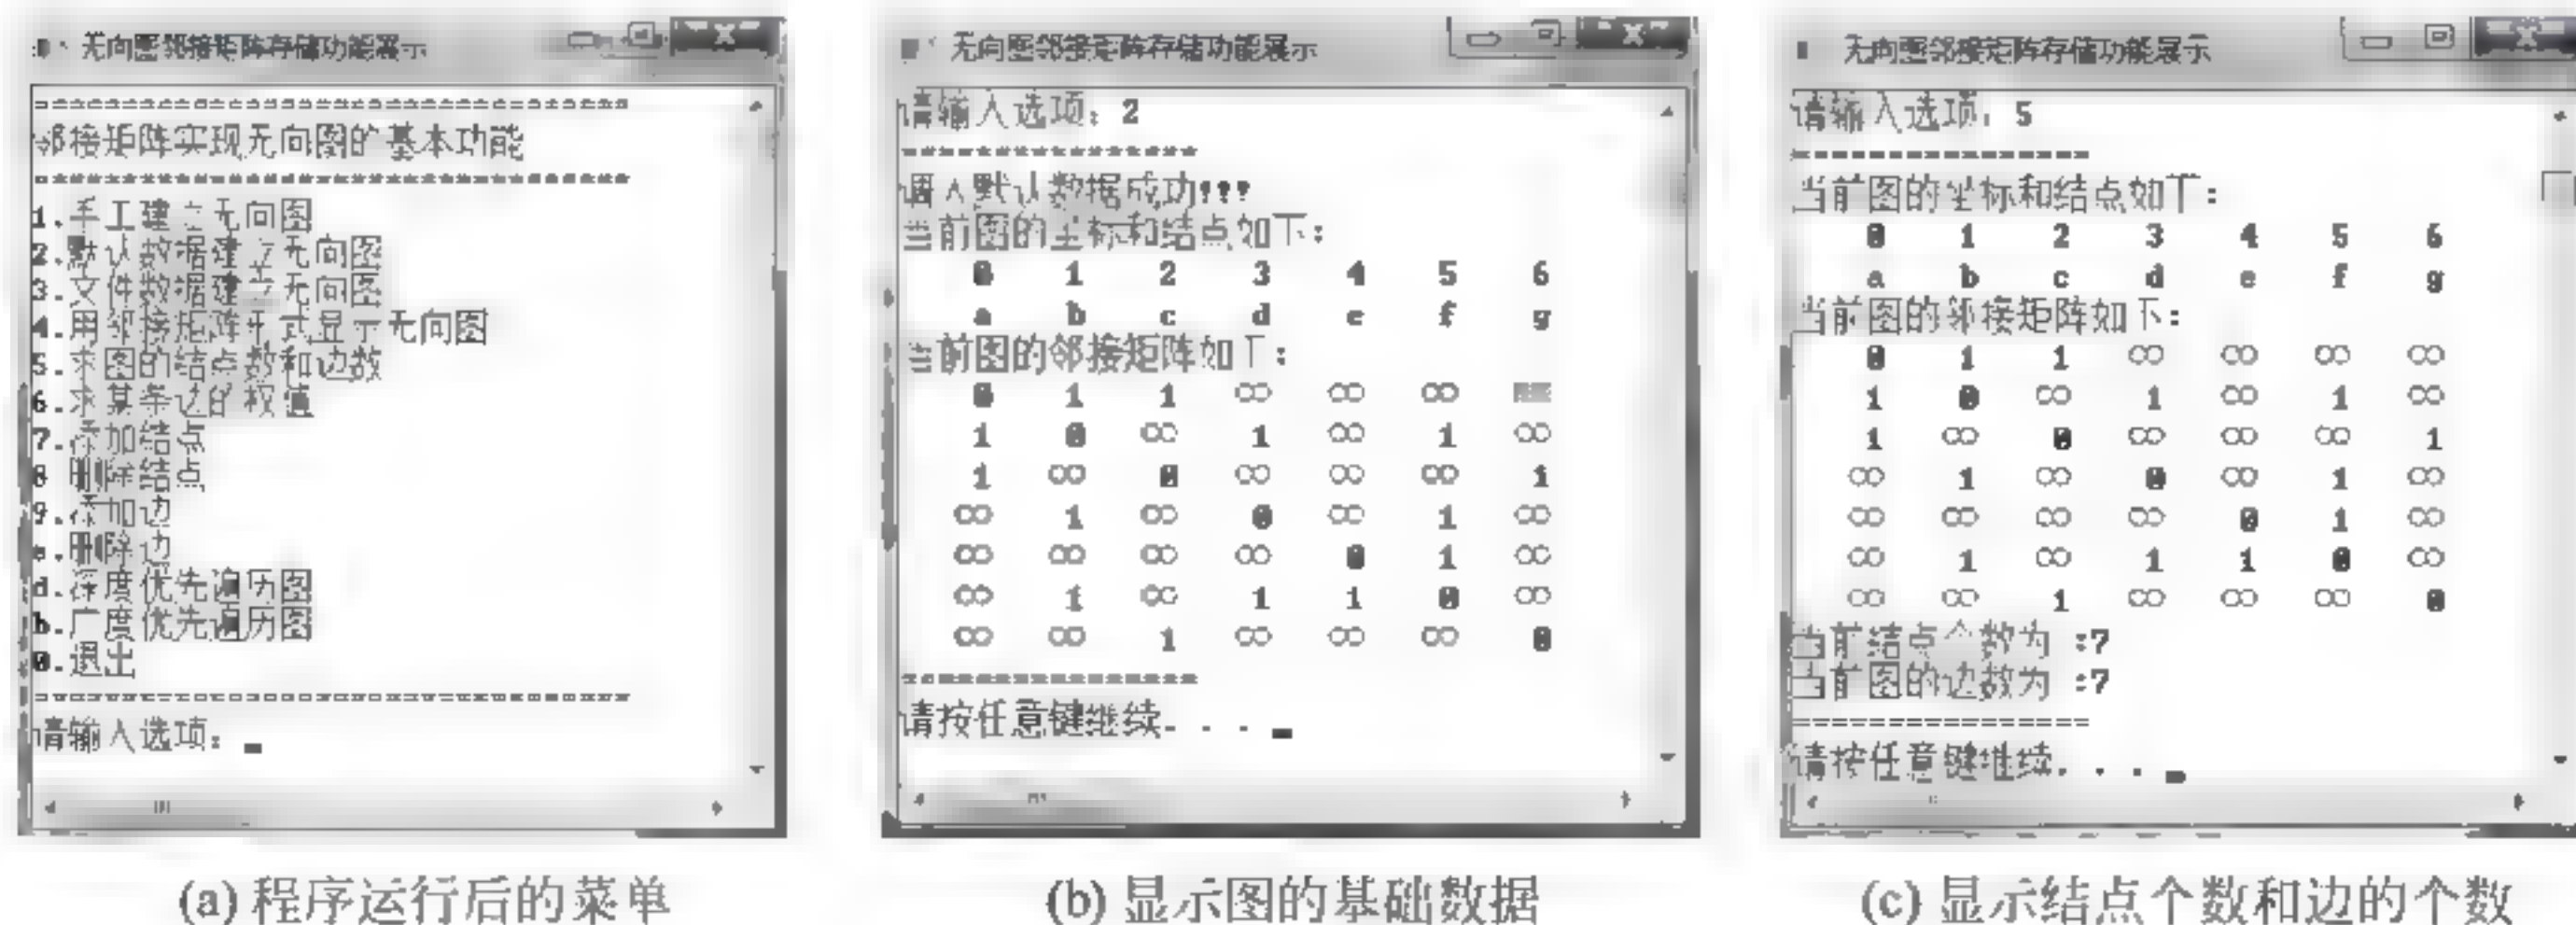 无向图邻接矩阵存储功能展示
邻接矩阵实现无向图的基本功能
1.手工建立无向图
2.默认数据建立无向图
3.文件数据建立无向图
4.用邻接矩阵形式显示无向图
5.求图的结点数和边数
6.求某条边的权值
7.添加结点
8.删除结点
9.添加边
a.删除边
d.深度优先遍历图
b.广度优先遍历图
0.退出
请输入选项:
(a) 程序运行后的菜单
无向图邻接矩阵存储功能展示
请输入选项: 2
调入默认数据成功!!!
当前图的坐标和结点如下:
0 1 2 3 4 5 6
a b c d e f g
当前图的邻接矩阵如下:
0 1 1 ∞ ∞ ∞
1 0 ∞ 1 ∞ 1 ∞
1 ∞ 0 ∞ ∞ ∞ 1
∞ 1 ∞ 0 ∞ 1 ∞
∞ ∞ ∞ ∞ 0 1 ∞
∞ 1 ∞ 1 1 0 ∞
∞ ∞ 1 ∞ ∞ ∞ 0
请按任意键继续. . .
(b) 显示图的基础数据
无向图邻接矩阵存储功能展示
请输入选项: 5
当前图的坐标和结点如下:
0 1 2 3 4 5 6
a b c d e f g
当前图的邻接矩阵如下:
0 1 1 ∞ ∞ ∞ ∞
1 0 ∞ 1 ∞ 1 ∞
1 ∞ 0 ∞ ∞ ∞ 1
∞ 1 ∞ 0 ∞ 1 ∞
∞ ∞ ∞ ∞ 0 1 ∞
∞ 1 ∞ 1 1 0 ∞
∞ ∞ 1 ∞ ∞ ∞ 0
当前结点个数为 :7
当前图的边数为 :7
请按任意键继续. . .
(c) 显示结点个数和边的个数